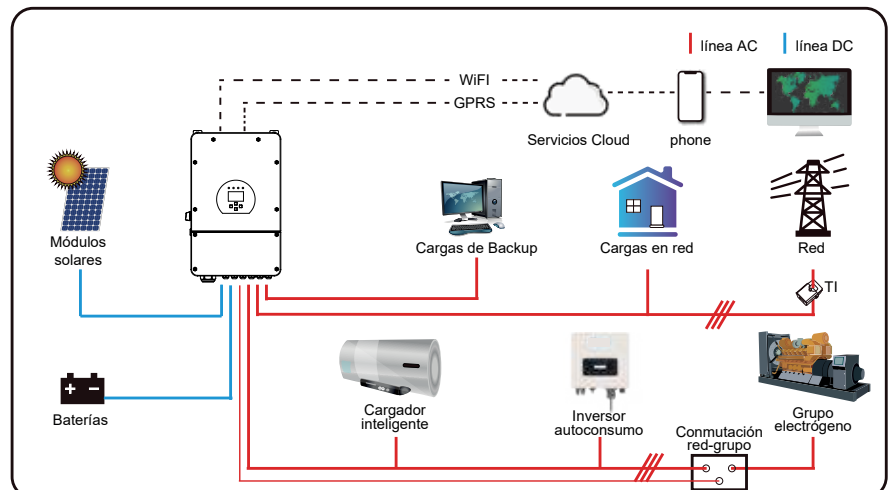 línea AC
línea DC
WiFI
GPRS
Servicios Cloud
phone
Módulos
solares
Cargas de Backup
Cargas en red
Red
TI
Baterías
Cargador
inteligente
Inversor
autoconsumo
Conmutación
red-grupo
Grupo
electrógeno